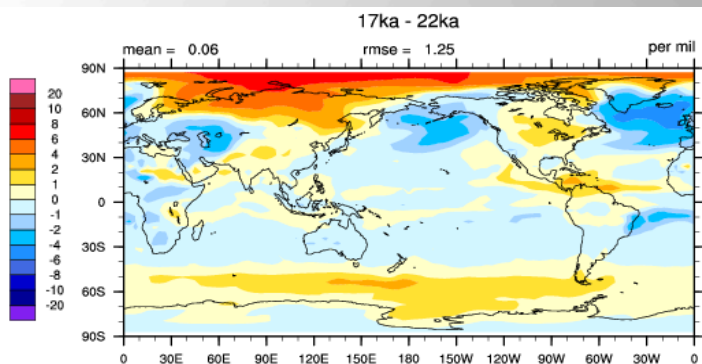 17ka - 22ka
mean = 0.06 rmse = 1.25 per mil
90N
60N
30N
0
30S
60S
90S
0 30E 60E 90E 120E 150E 180 150W 120W 90W 60W 30W 0
20
10
8
6
4
2
1
0
-1
-2
-4
-6
-8
-10
-20